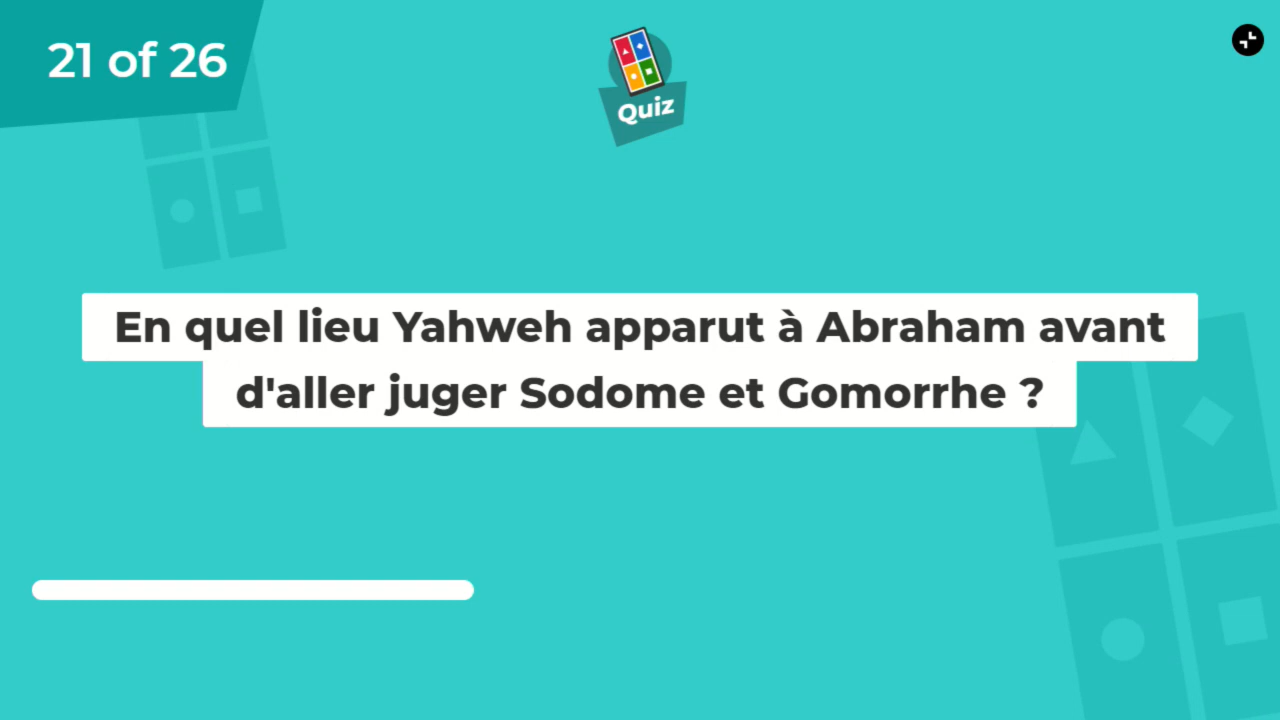 21 of 26
Quiz
En quel lieu Yahweh apparut à Abraham avant
d'aller juger Sodome et Gomorrhe ?